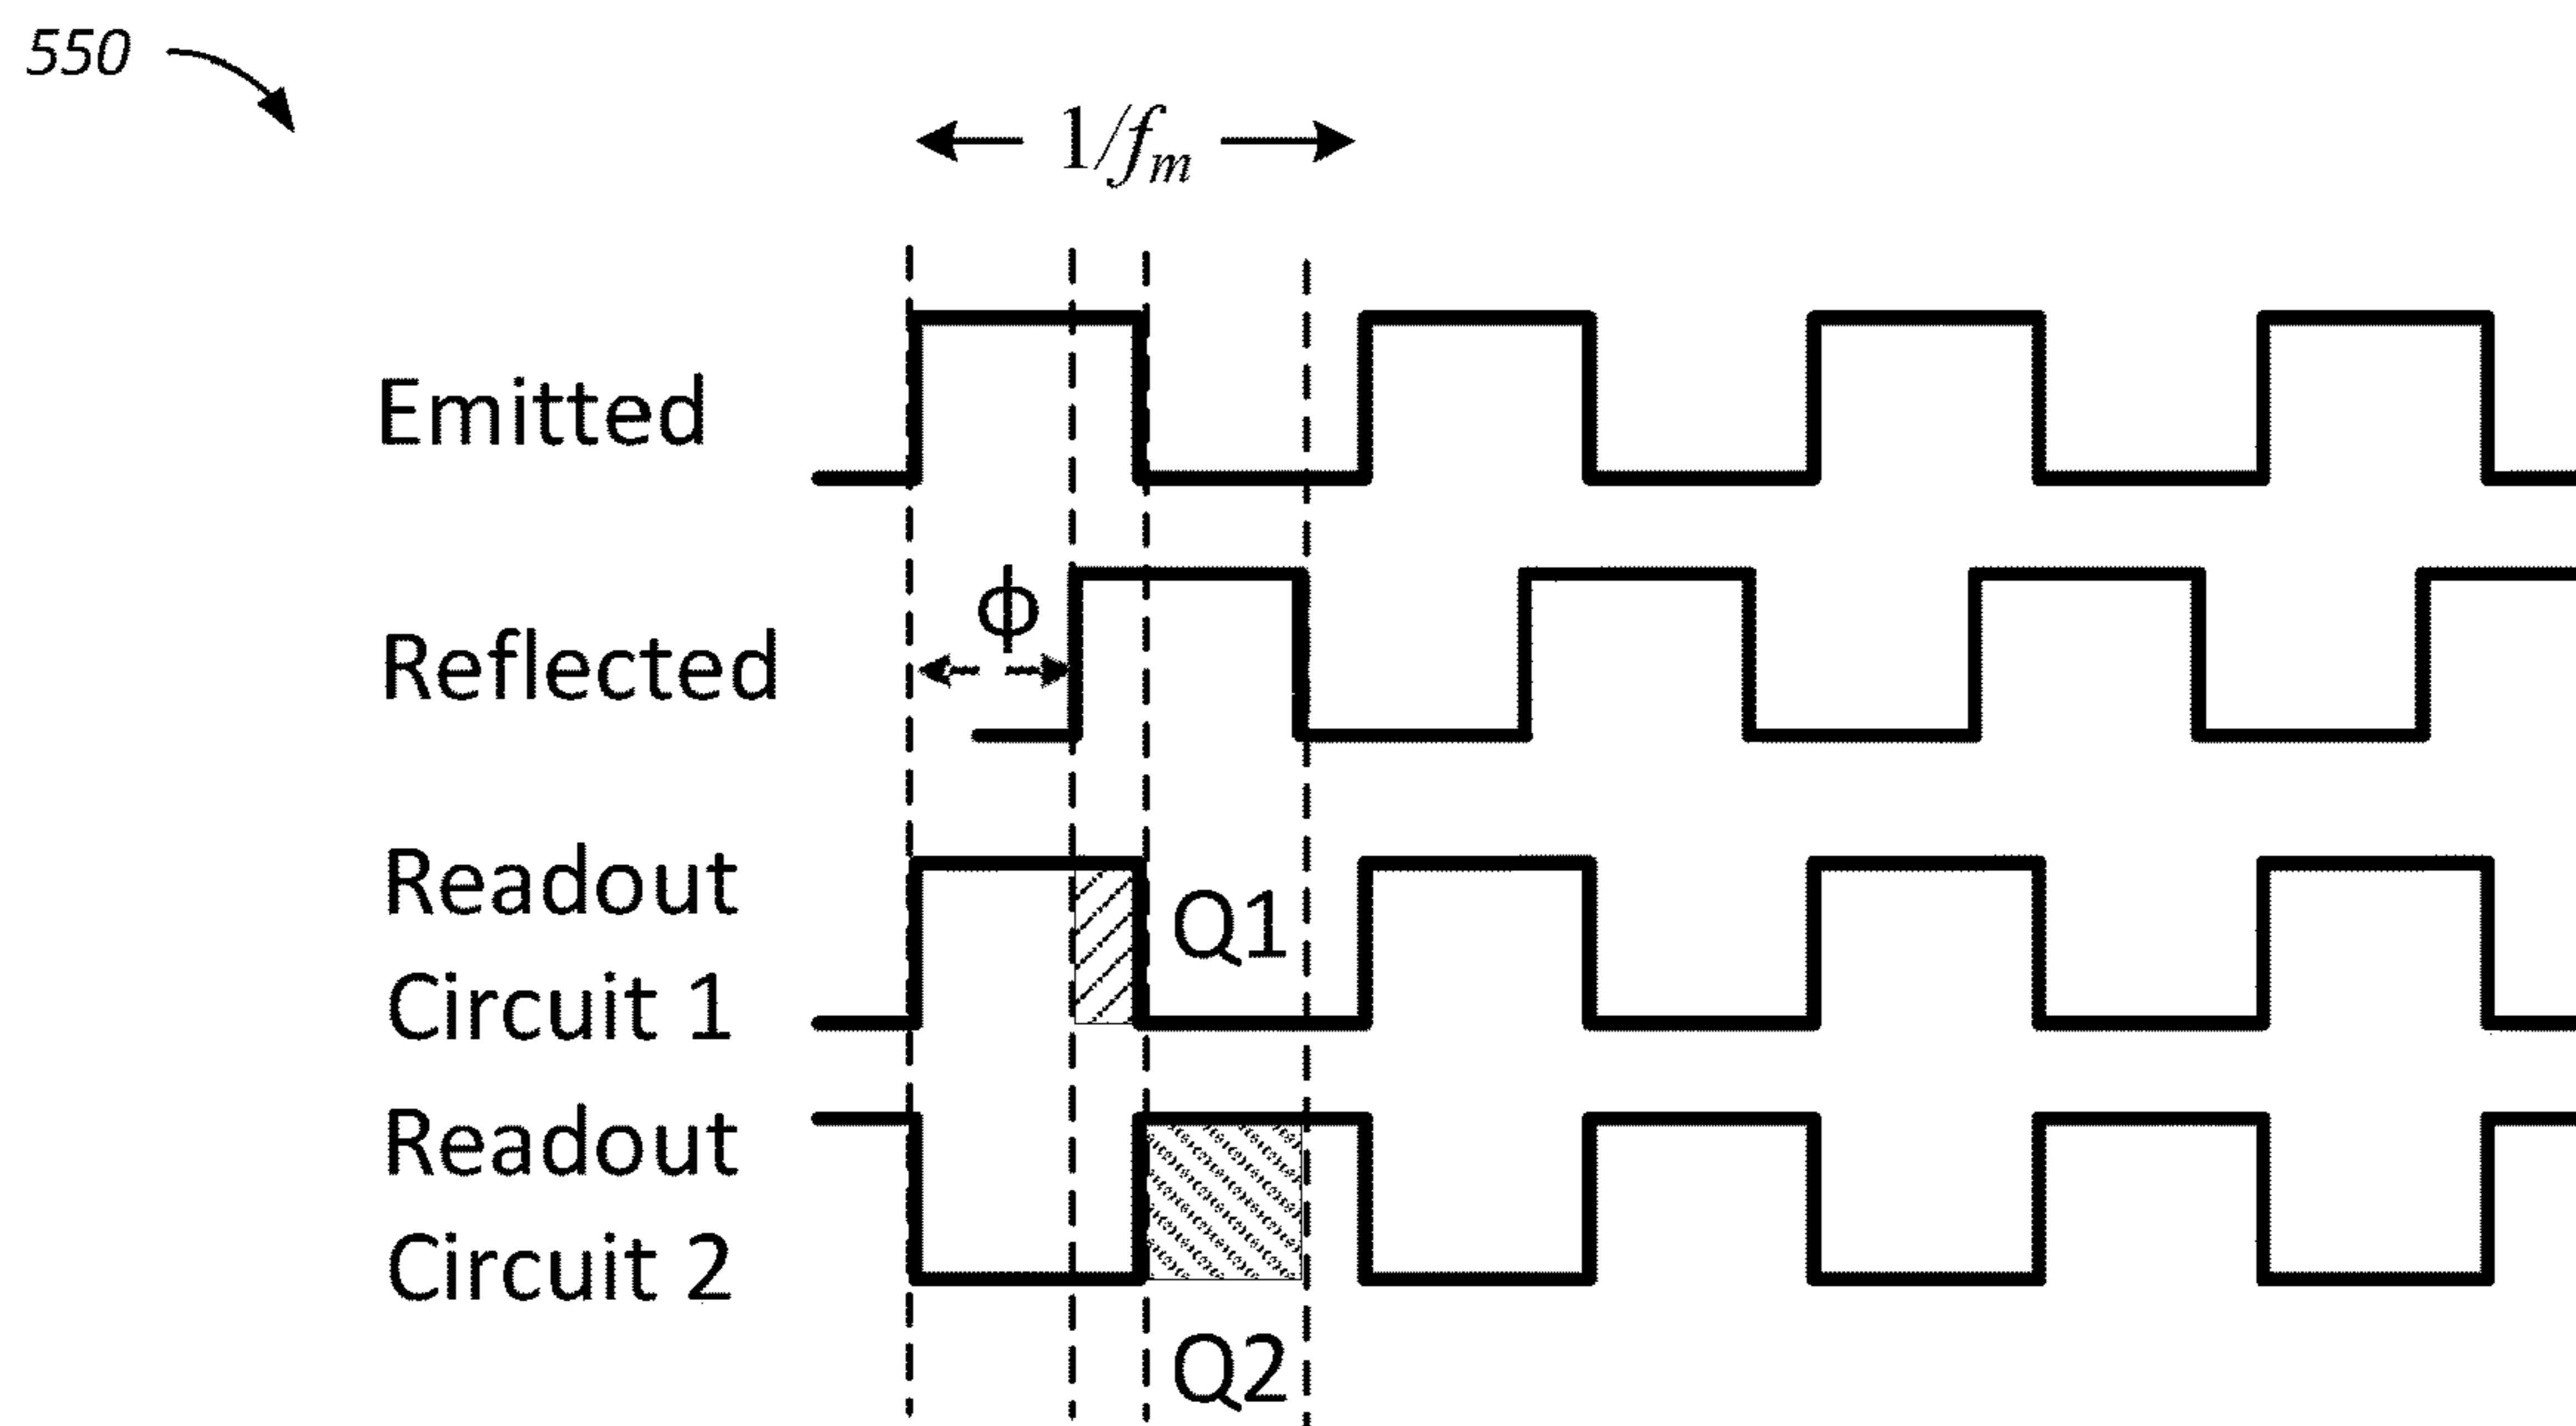 550
1/fm
Emitted
ϕ
Reflected
Readout
Circuit 1
Q1
Readout
Circuit 2
Q2